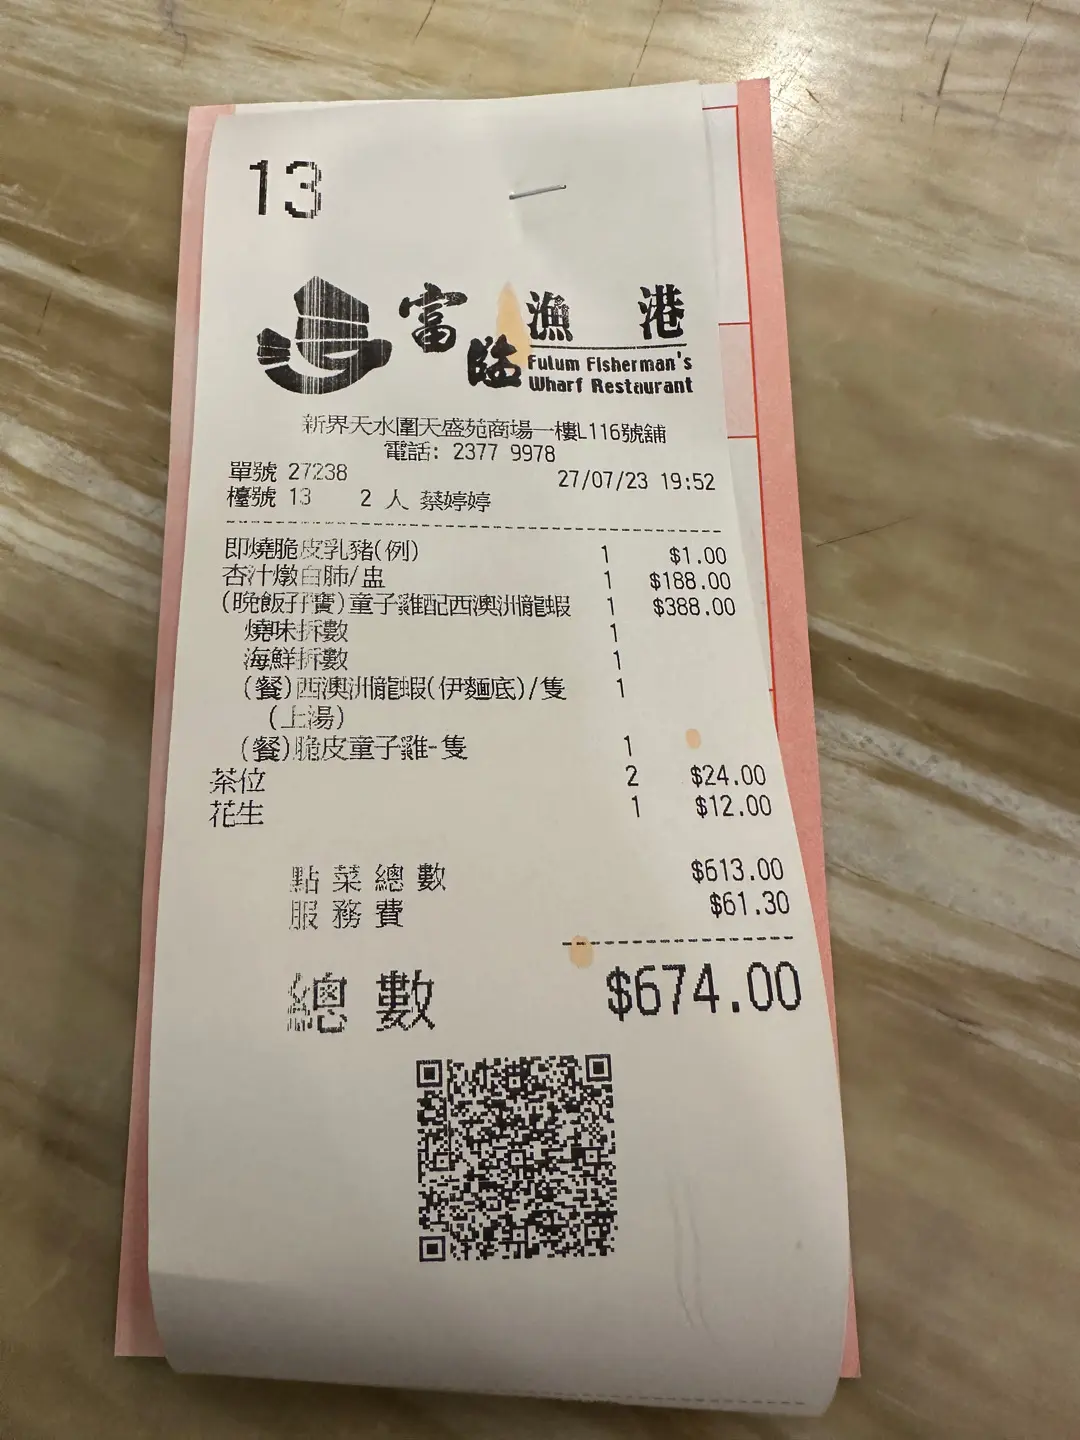 13
富臨漁港
Fulum Fisherman's
Wharf Restaurant
新界天水圍天盛苑商場一樓L116號舖
電話: 2377 9978
單號 27238 27/07/23 19:52
檯號 13 2 人 蔡婷婷
即燒脆皮乳豬(例) 1 $1.00
杏汁燉白肺/盅 1 $188.00
(晚飯孖寶)童子雞配西澳洲龍蝦 1 $388.00
燒味拆數 1
海鮮拆數 1
(餐)西澳洲龍蝦(伊麵底)/隻 1
(上湯)
(餐)脆皮童子雞-隻 1
茶位 2 $24.00
花生 1 $12.00
點菜總數 $613.00
服務費 $61.30
總數 $674.00